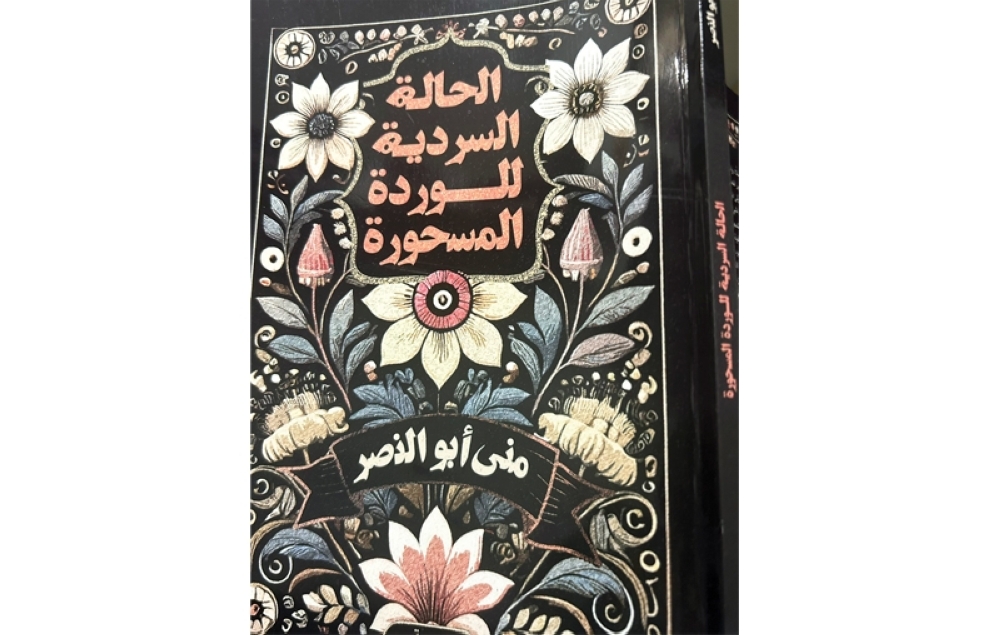 الحالة
السردية
للوردة
المسحورة
منى أبو النصر
الحالة السردية للوردة المسحورة